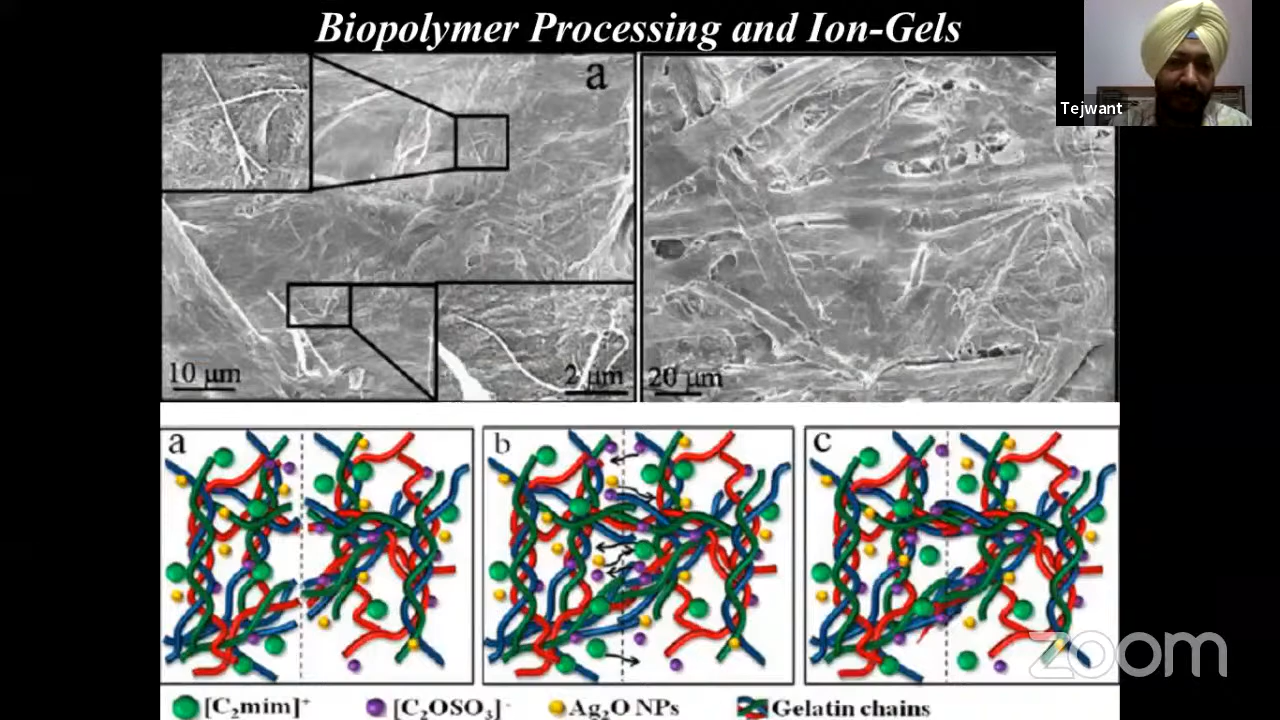 Biopolymer Processing and Ion-Gels
a
Tejwant
10 µm
2 µm
20 µm
a
b
c
zoom
[C₂mim]⁺
[C₂OSO₃]⁻
Ag₂O NPs
Gelatin chains